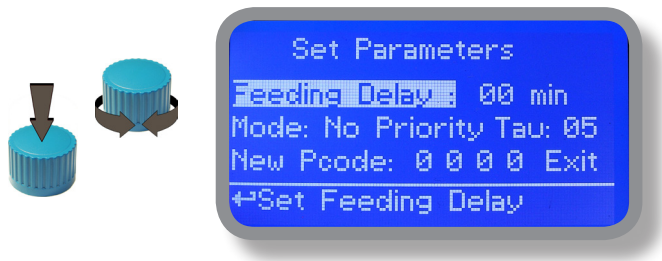 Set Parameters
Feeding Delay : 00 min
Mode: No Priority Tau: 05
New Pcode: 0 0 0 0 Exit
↵Set Feeding Delay